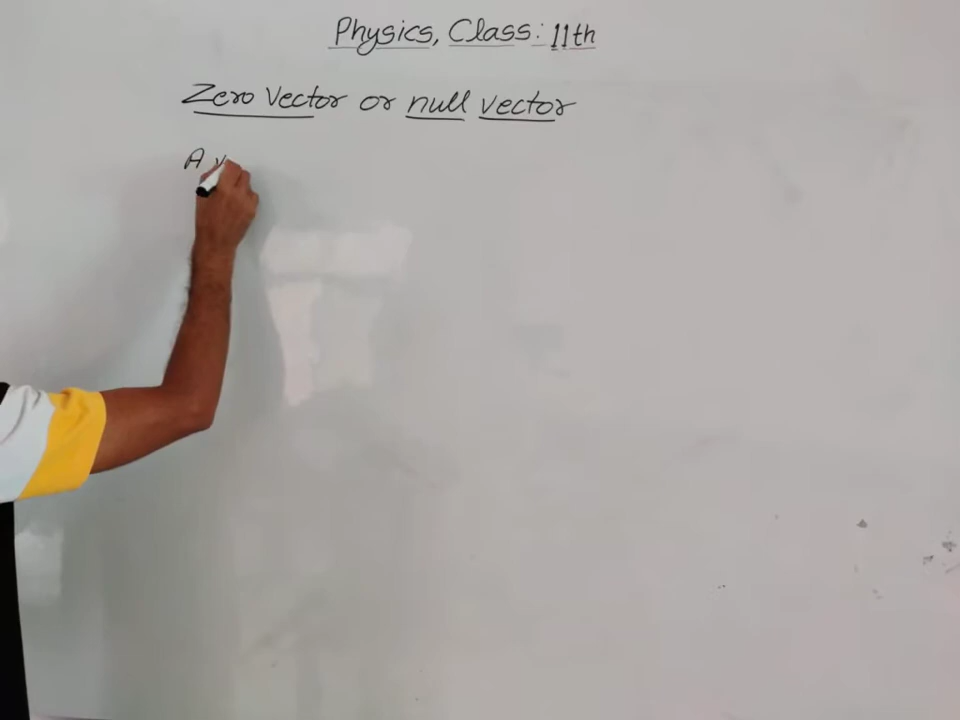 Physics, Class: 11th
Zero Vector or null vector
A v